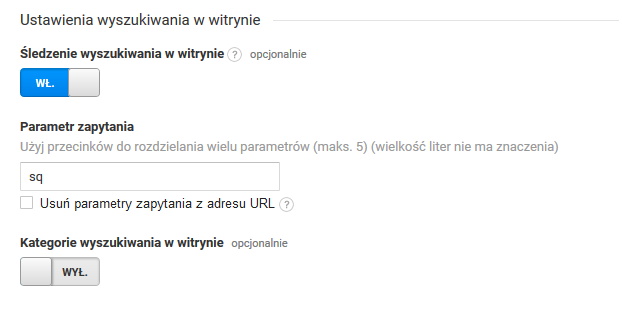 Ustawienia wyszukiwania w witrynie
Śledzenie wyszukiwania w witrynie ? opcjonalnie
WŁ.
Parametr zapytania
Użyj przecinków do rozdzielania wielu parametrów (maks. 5) (wielkość liter nie ma znaczenia)
sq
Usuń parametry zapytania z adresu URL ?
Kategorie wyszukiwania w witrynie opcjonalnie
WYŁ.